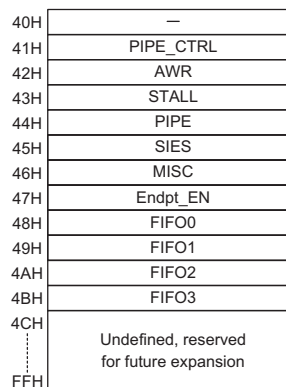 40H –
41H PIPE_CTRL
42H AWR
43H STALL
44H PIPE
45H SIES
46H MISC
47H Endpt_EN
48H FIFO0
49H FIFO1
4AH FIFO2
4BH FIFO3
4CH
Undefined, reserved
for future expansion
FFH